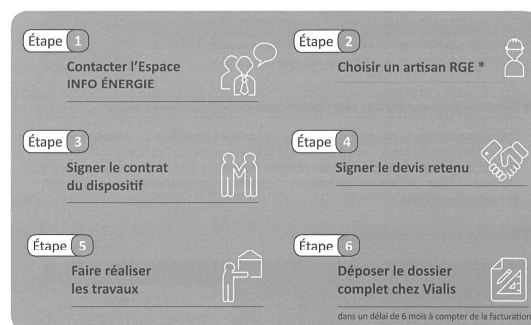 Étape 1
Contacter l'Espace
INFO ÉNERGIE
Étape 2
Choisir un artisan RGE *
Étape 3
Signer le contrat
du dispositif
Étape 4
Signer le devis retenu
Étape 5
Faire réaliser
les travaux
Étape 6
Déposer le dossier
complet chez Vialis
dans un délai de 6 mois à compter de la facturation